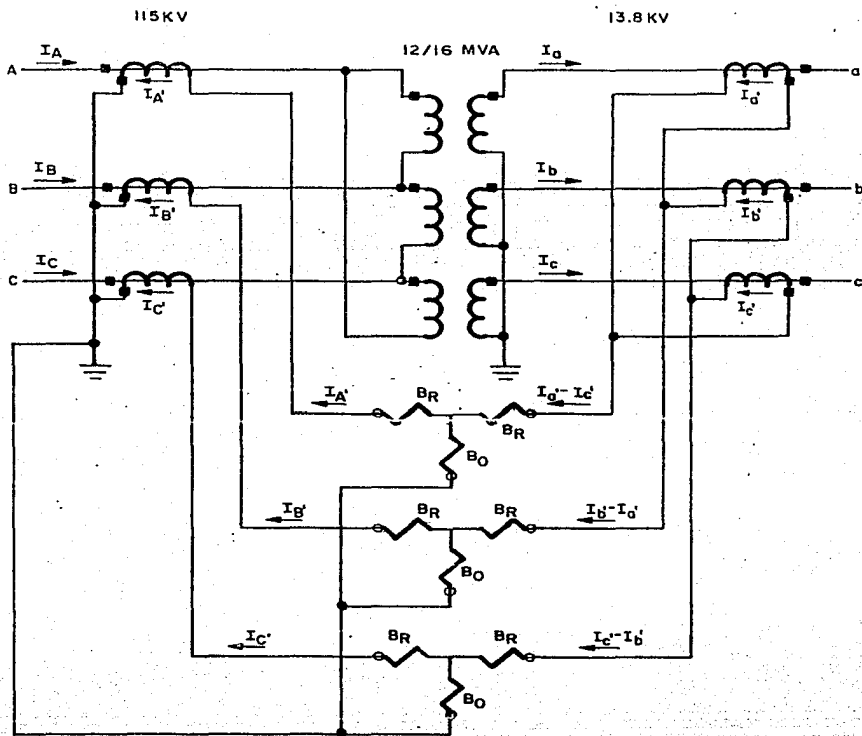 115KV
13.8KV
12/16 MVA
IA
Ia
A
a
IA'
Ia'
IB
Ib
B
b
IB'
Ib'
IC
Ic
C
c
IC'
Ic'
IA'
BR
Ia'-Ic'
BR
BO
IB'
BR
BR
Ib'-Ia'
BO
IC'
BR
BR
Ic'-Ib'
BO